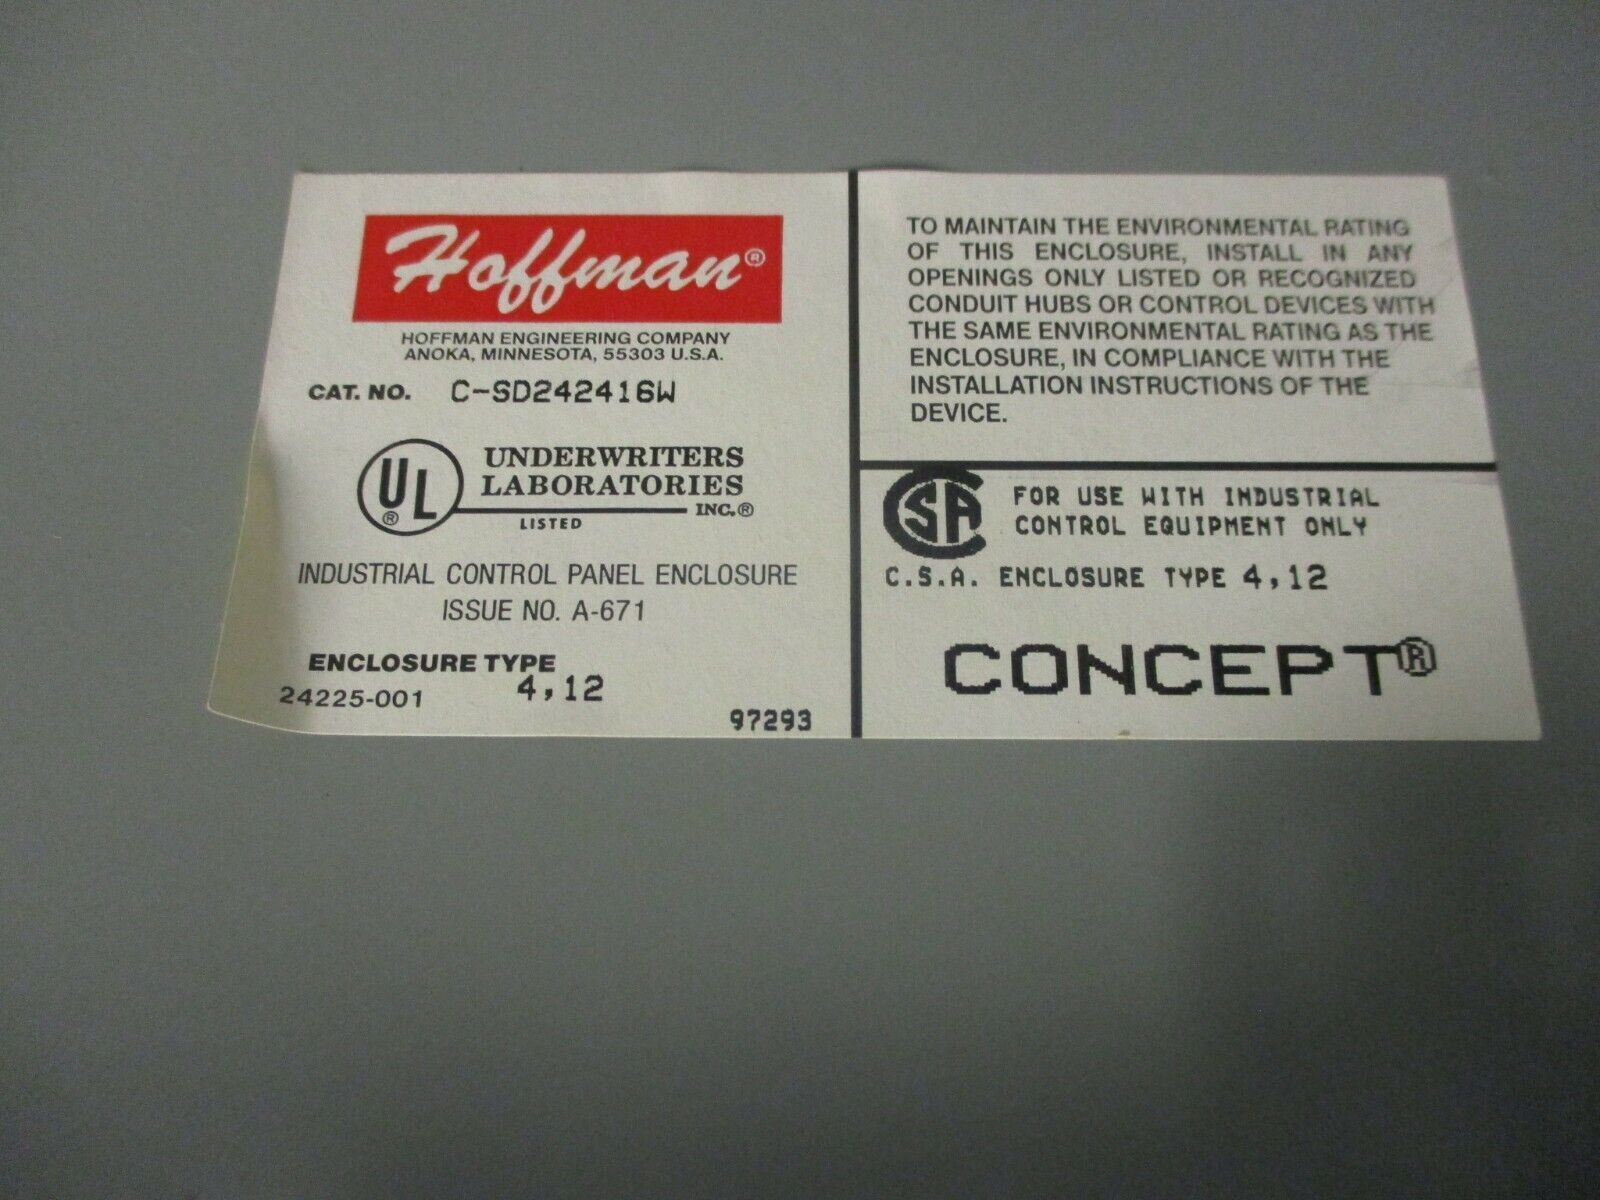 Hoffman®
HOFFMAN ENGINEERING COMPANY
ANOKA, MINNESOTA, 55303 U.S.A.
CAT. NO. C-SD242416W
UL® UNDERWRITERS
LABORATORIES
INC.®
LISTED
INDUSTRIAL CONTROL PANEL ENCLOSURE
ISSUE NO. A-671
ENCLOSURE TYPE
4,12
24225-001
97293
TO MAINTAIN THE ENVIRONMENTAL RATING
OF THIS ENCLOSURE, INSTALL IN ANY
OPENINGS ONLY LISTED OR RECOGNIZED
CONDUIT HUBS OR CONTROL DEVICES WITH
THE SAME ENVIRONMENTAL RATING AS THE
ENCLOSURE, IN COMPLIANCE WITH THE
INSTALLATION INSTRUCTIONS OF THE
DEVICE.
CSA FOR USE WITH INDUSTRIAL
CONTROL EQUIPMENT ONLY
C.S.A. ENCLOSURE TYPE 4,12
CONCEPT®